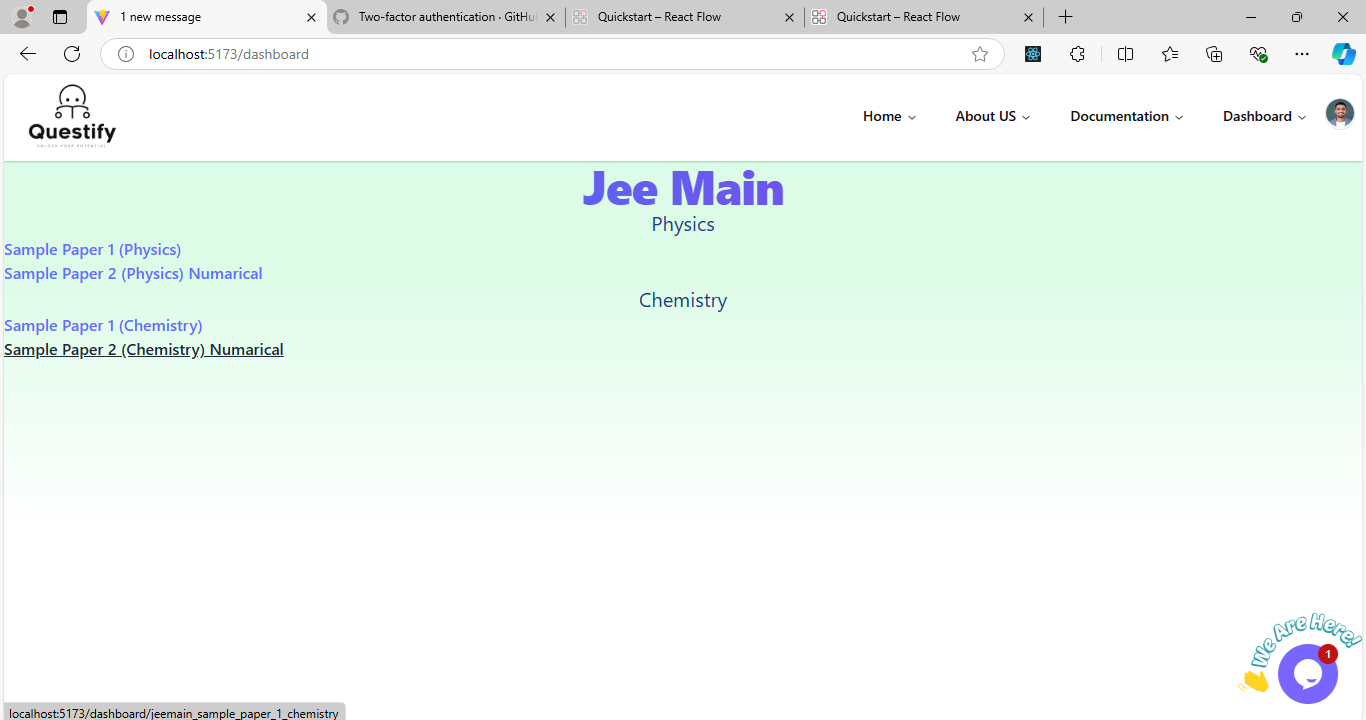 1 new message
Two-factor authentication · GitHu
Quickstart – React Flow
Quickstart – React Flow
localhost:5173/dashboard
Questify
UNLOCK YOUR POTENTIAL
Home
About US
Documentation
Dashboard
Jee Main
Physics
Sample Paper 1 (Physics)
Sample Paper 2 (Physics) Numarical
Chemistry
Sample Paper 1 (Chemistry)
Sample Paper 2 (Chemistry) Numarical
We Are Here!
1
localhost:5173/dashboard/jeemain_sample_paper_1_chemistry